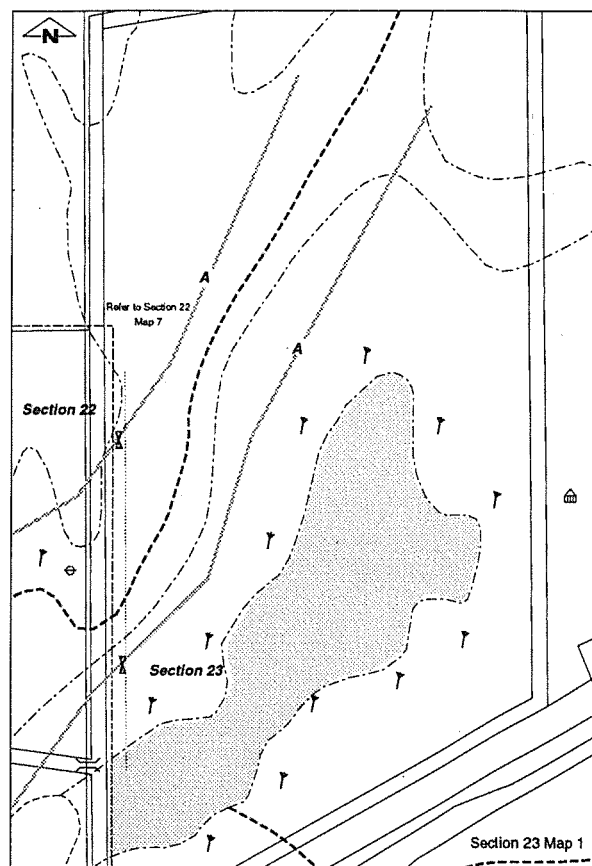 N
A
Refer to Section 22
Map 7
A
Section 22
Section 23
Section 23 Map 1